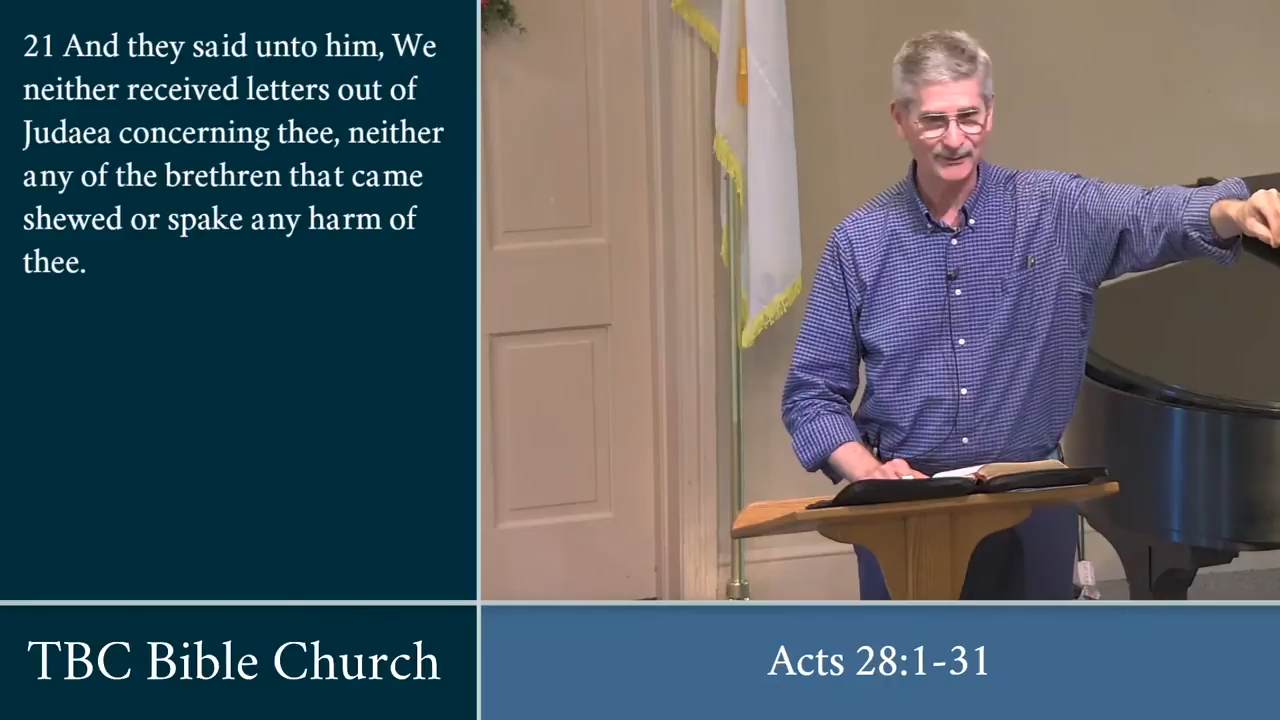 21 And they said unto him, We
neither received letters out of
Judaea concerning thee, neither
any of the brethren that came
shewed or spake any harm of
thee.
TBC Bible Church
Acts 28:1-31